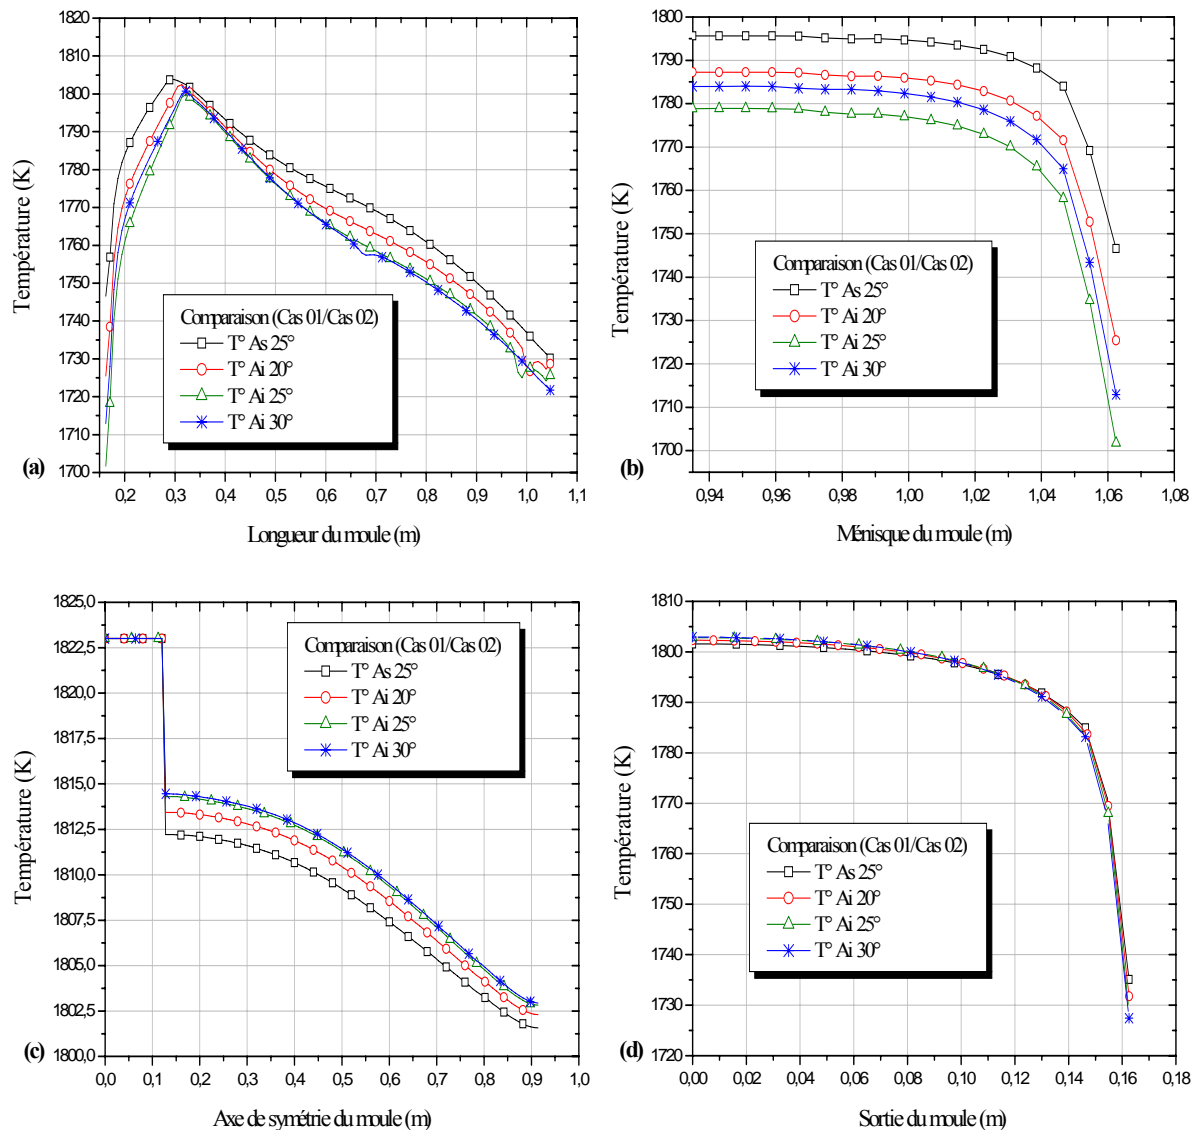 1820
1810
1800
1790
1780
1770
1760
1750
1740
1730
1720
1710
1700
Température (K)
Comparaison (Cas 01/Cas 02)
T° As 25°
T° Ai 20°
T° Ai 25°
T° Ai 30°
(a)
0,2 0,3 0,4 0,5 0,6 0,7 0,8 0,9 1,0 1,1
Longueur du moule (m)
1800
1790
1780
1770
1760
1750
1740
1730
1720
1710
1700
Température (K)
Comparaison (Cas 01/Cas 02)
T° As 25°
T° Ai 20°
T° Ai 25°
T° Ai 30°
(b)
0,94 0,96 0,98 1,00 1,02 1,04 1,06 1,08
Ménisque du moule (m)
1825,0
1822,5
1820,0
1817,5
1815,0
1812,5
1810,0
1807,5
1805,0
1802,5
1800,0
Température (K)
Comparaison (Cas 01/Cas 02)
T° As 25°
T° Ai 20°
T° Ai 25°
T° Ai 30°
(c)
0,0 0,1 0,2 0,3 0,4 0,5 0,6 0,7 0,8 0,9 1,0
Axe de symétrie du moule (m)
1810
1800
1790
1780
1770
1760
1750
1740
1730
1720
Température (K)
Comparaison (Cas 01/Cas 02)
T° As 25°
T° Ai 20°
T° Ai 25°
T° Ai 30°
(d)
0,00 0,02 0,04 0,06 0,08 0,10 0,12 0,14 0,16 0,18
Sortie du moule (m)